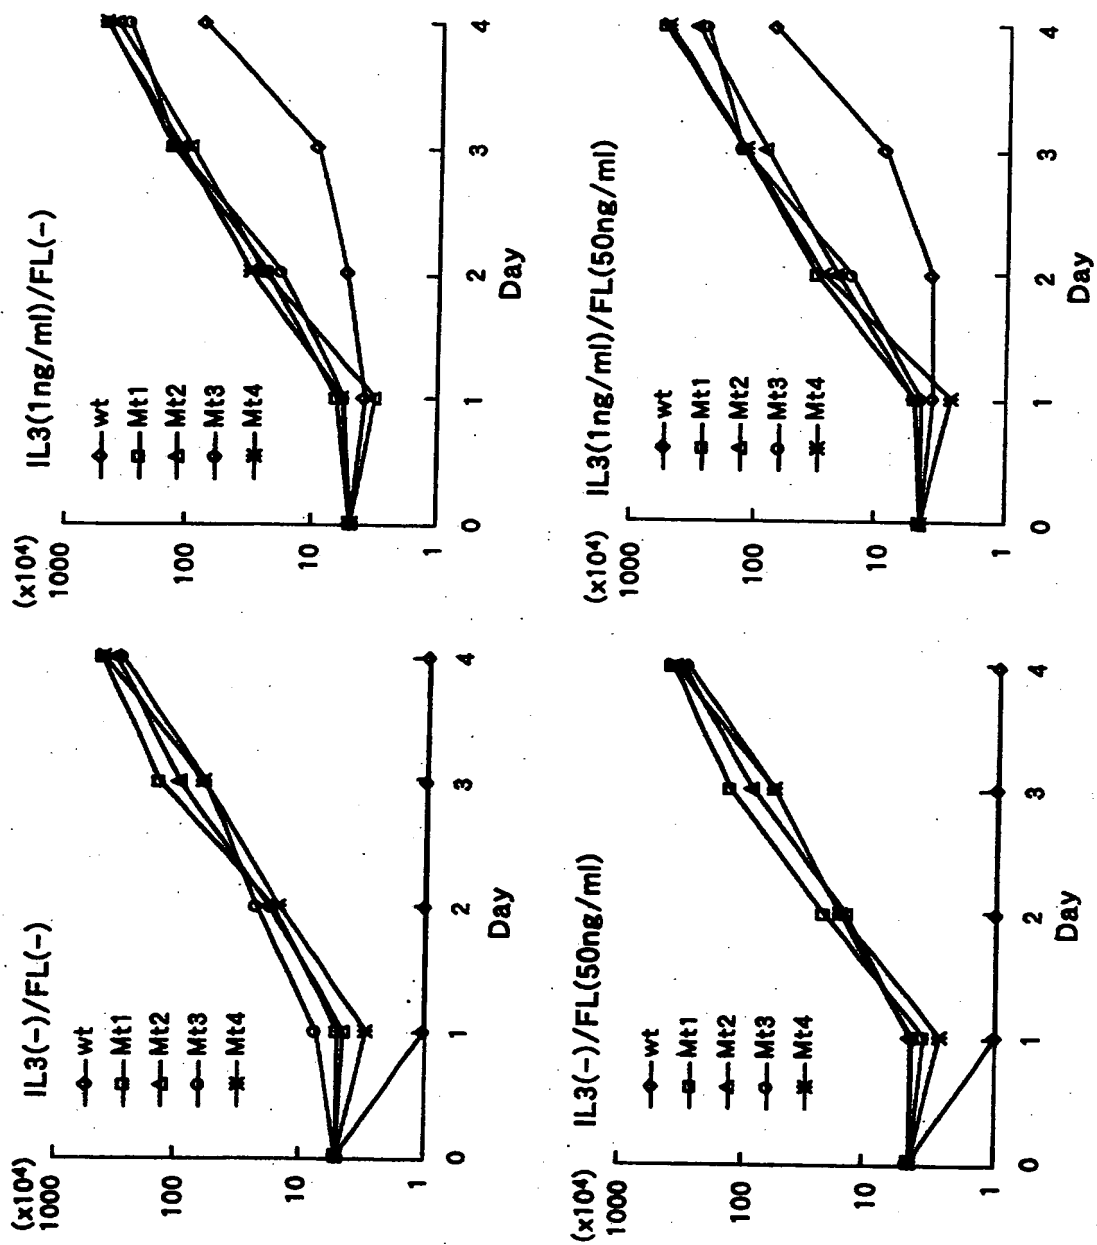 IL3(-)/FL(-)
(x10⁴)
1000
100
10
1
wt
Mt1
Mt2
Mt3
Mt4
0
1
2
3
4
Day
IL3(1ng/ml)/FL(-)
(x10⁴)
1000
100
10
1
wt
Mt1
Mt2
Mt3
Mt4
0
1
2
3
4
Day
IL3(-)/FL(50ng/ml)
(x10⁴)
1000
100
10
1
wt
Mt1
Mt2
Mt3
Mt4
0
1
2
3
4
Day
IL3(1ng/ml)/FL(50ng/ml)
(x10⁴)
1000
100
10
1
wt
Mt1
Mt2
Mt3
Mt4
0
1
2
3
4
Day